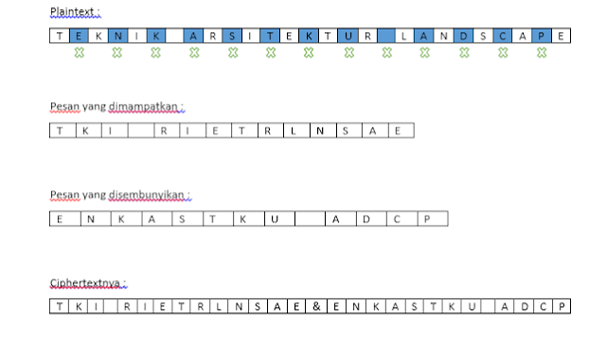 Plaintext :
T E K N I K   A R S I T E K T U R   L A N D S C A P E
Pesan yang dimampatkan :
T K I   R I E T R L N S A E
Pesan yang disembunyikan :
E N K A S T K U   A D C P
Ciphertextnya :
T K I   R I E T R L N S A E & E N K A S T K U   A D C P